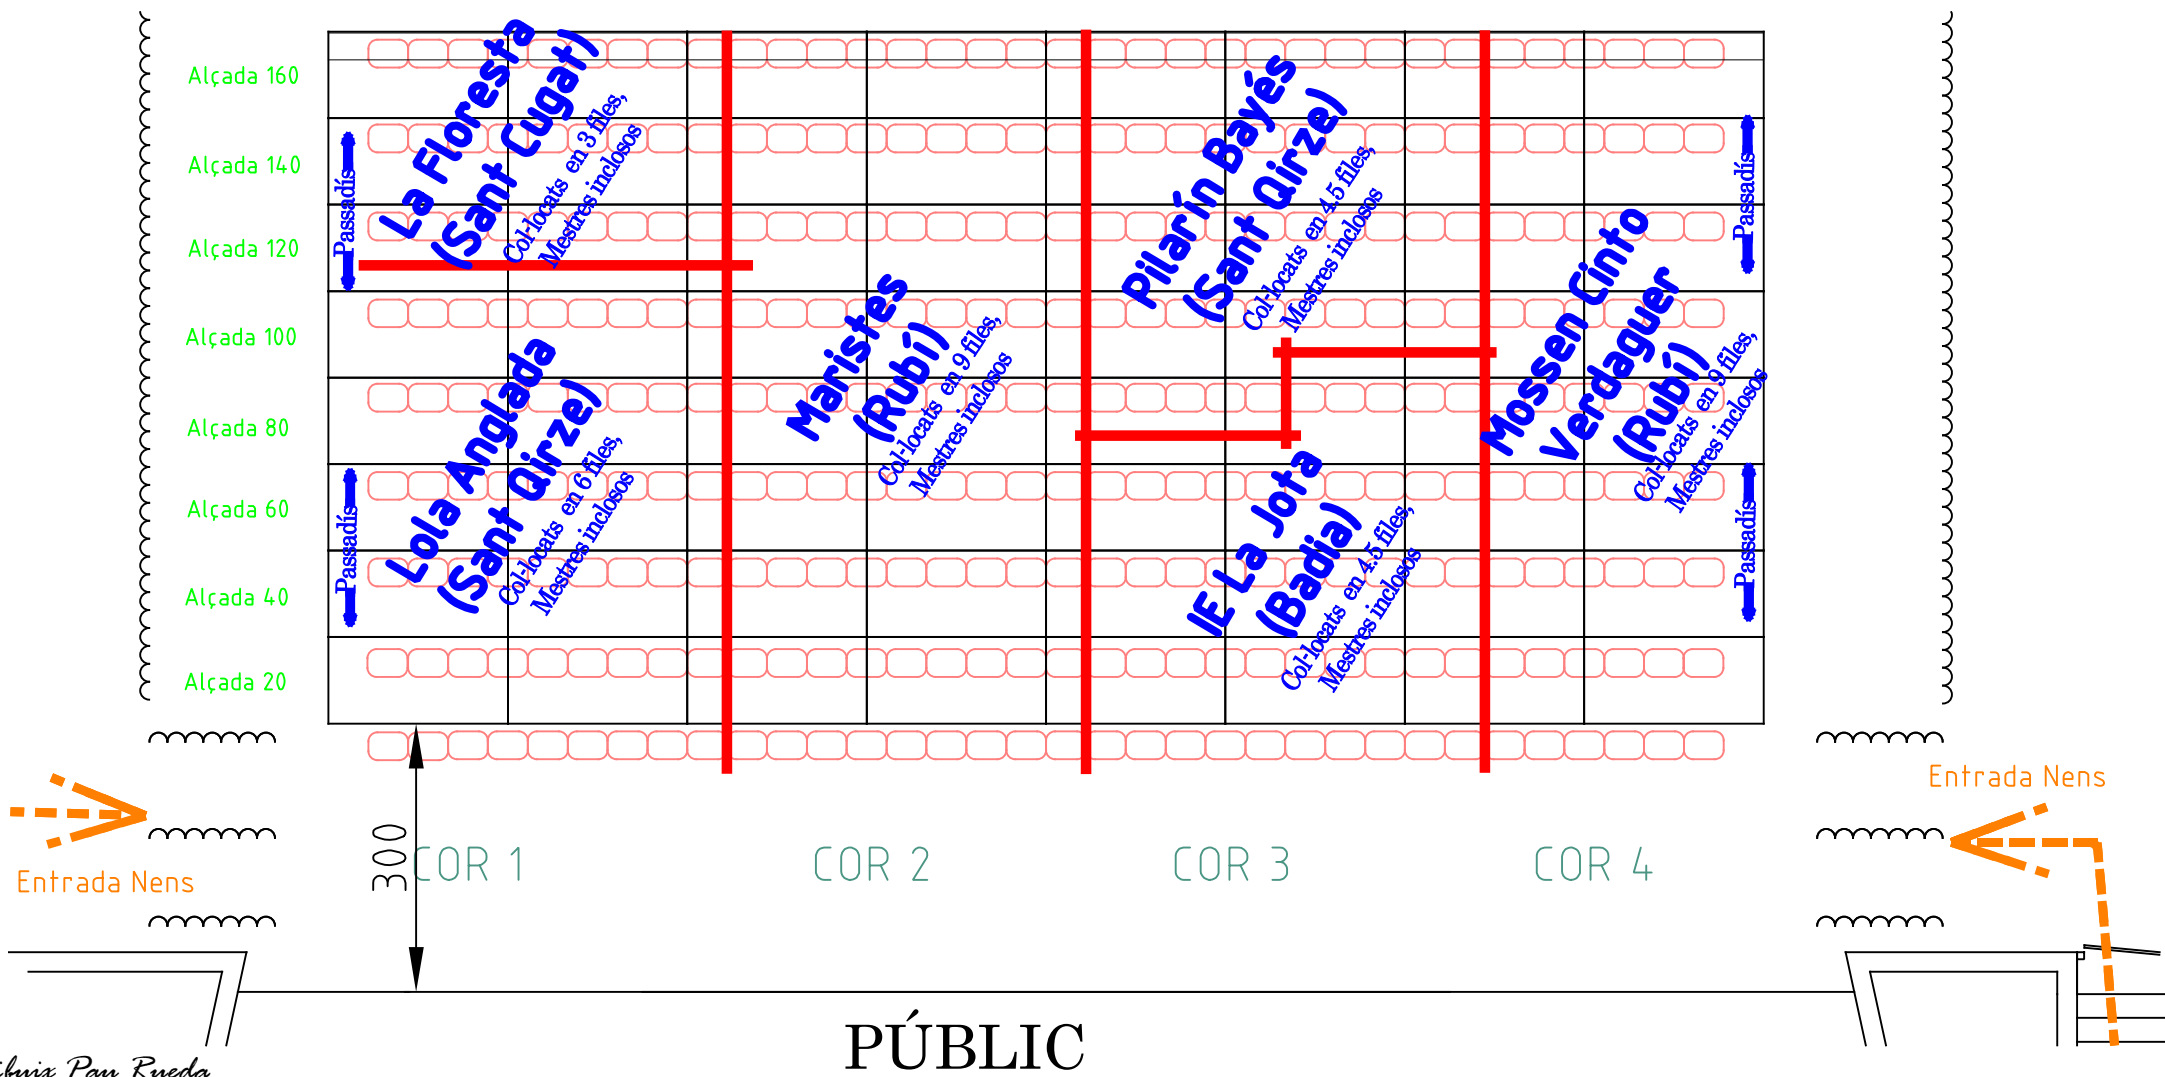 Alçada 160
Alçada 140
Alçada 120
Alçada 100
Alçada 80
Alçada 60
Alçada 40
Alçada 20
Passadís
Passadís
La Floresta
(Sant Cugat)
Col·locats en 3 files,
Mestres inclosos
Lola Anglada
(Sant Qirze)
Col·locats en 6 files,
Mestres inclosos
Maristes
(Rubí)
Col·locats en 9 files,
Mestres inclosos
Pilarín Bayés
(Sant Qirze)
Col·locats en 4.5 files,
Mestres inclosos
IE La Jota
(Badia)
Col·locats en 4.5 files,
Mestres inclosos
Mossen Cinto
Verdaguer
(Rubí)
Col·locats en 9 files,
Mestres inclosos
Passadís
Passadís
Entrada Nens
Entrada Nens
300
COR 1
COR 2
COR 3
COR 4
PÚBLIC
Pau Rueda